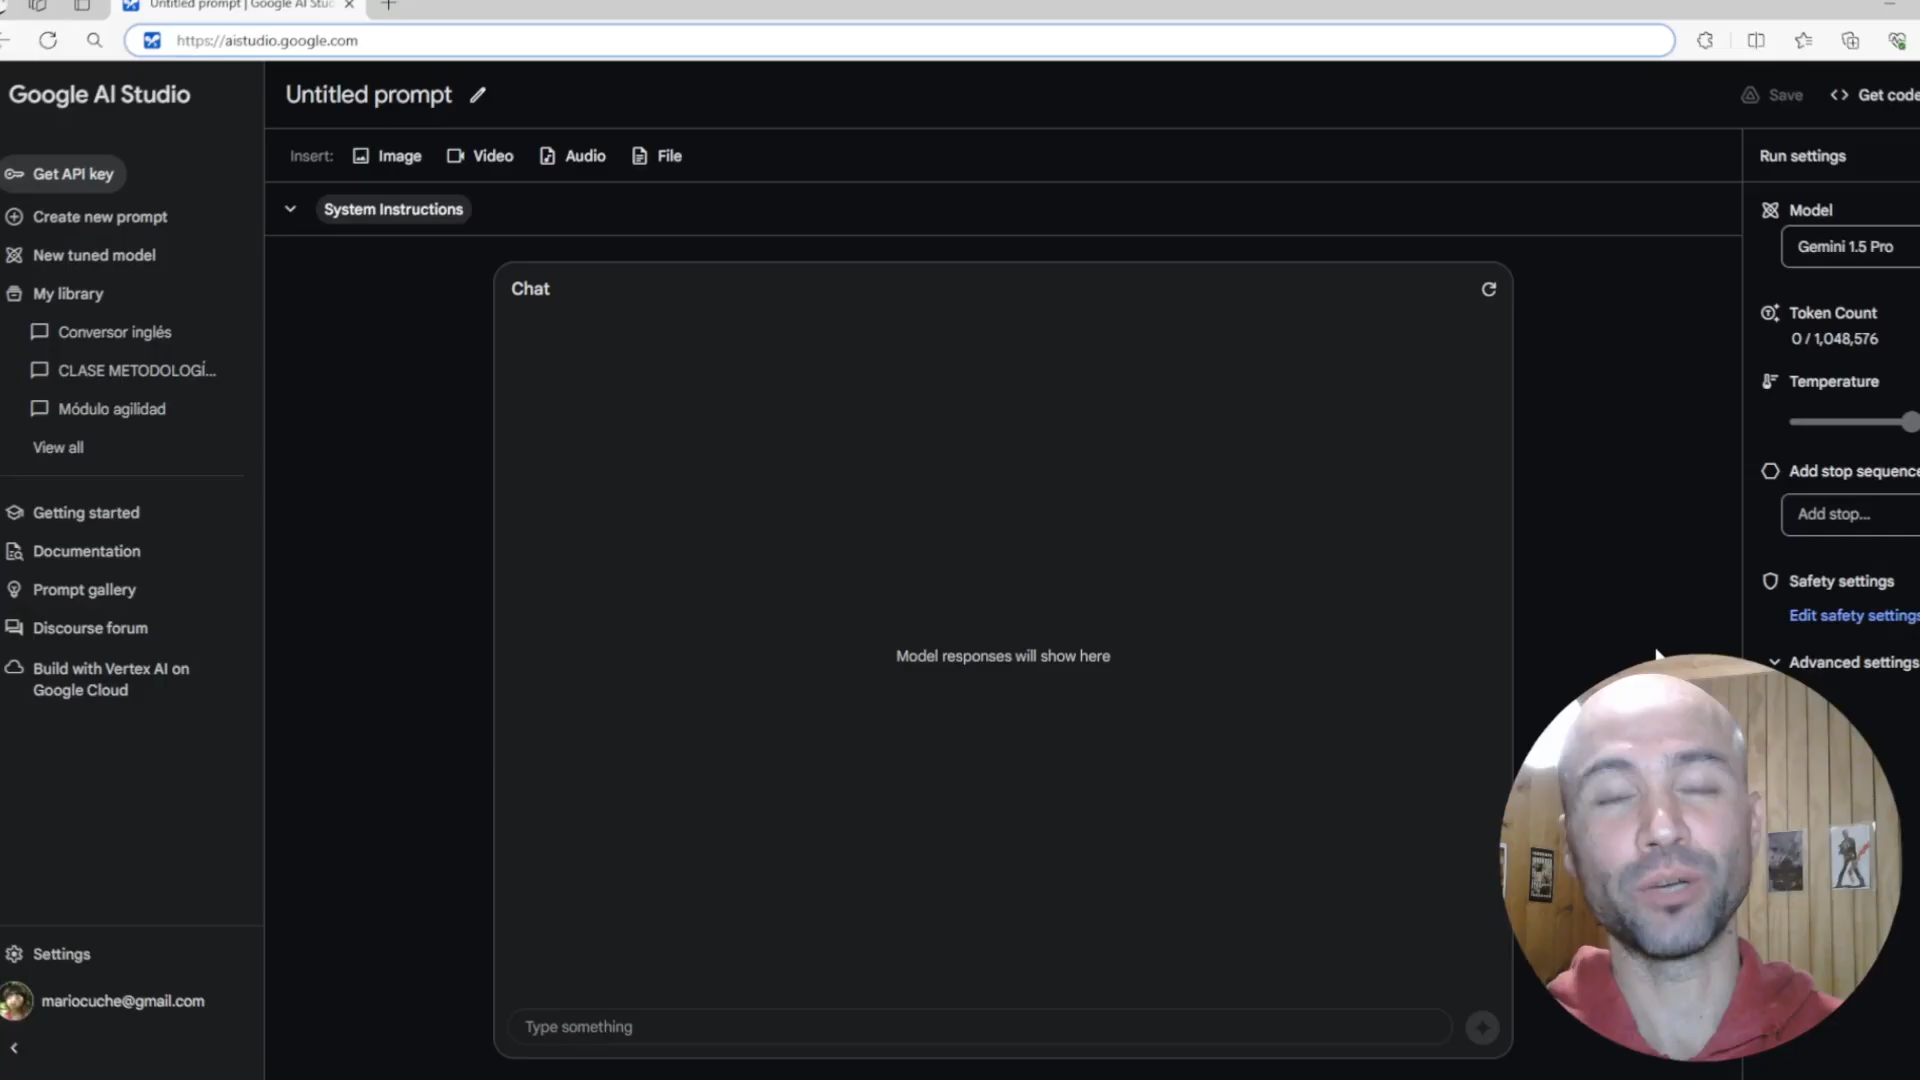 Untitled prompt | Google AI Stud
https://aistudio.google.com
Google AI Studio
Untitled prompt
Save
Get code
Get API key
Insert:
Image
Video
Audio
File
Run settings
Create new prompt
System Instructions
Model
Gemini 1.5 Pro
New tuned model
My library
Chat
Conversor inglés
Token Count
0 / 1,048,576
CLASE METODOLOGÍ...
Temperature
Módulo agilidad
View all
Add stop sequence
Add stop...
Getting started
Documentation
Prompt gallery
Safety settings
Edit safety settings
Discourse forum
Model responses will show here
Advanced settings
Build with Vertex AI on
Google Cloud
Settings
mariocuche@gmail.com
Type something